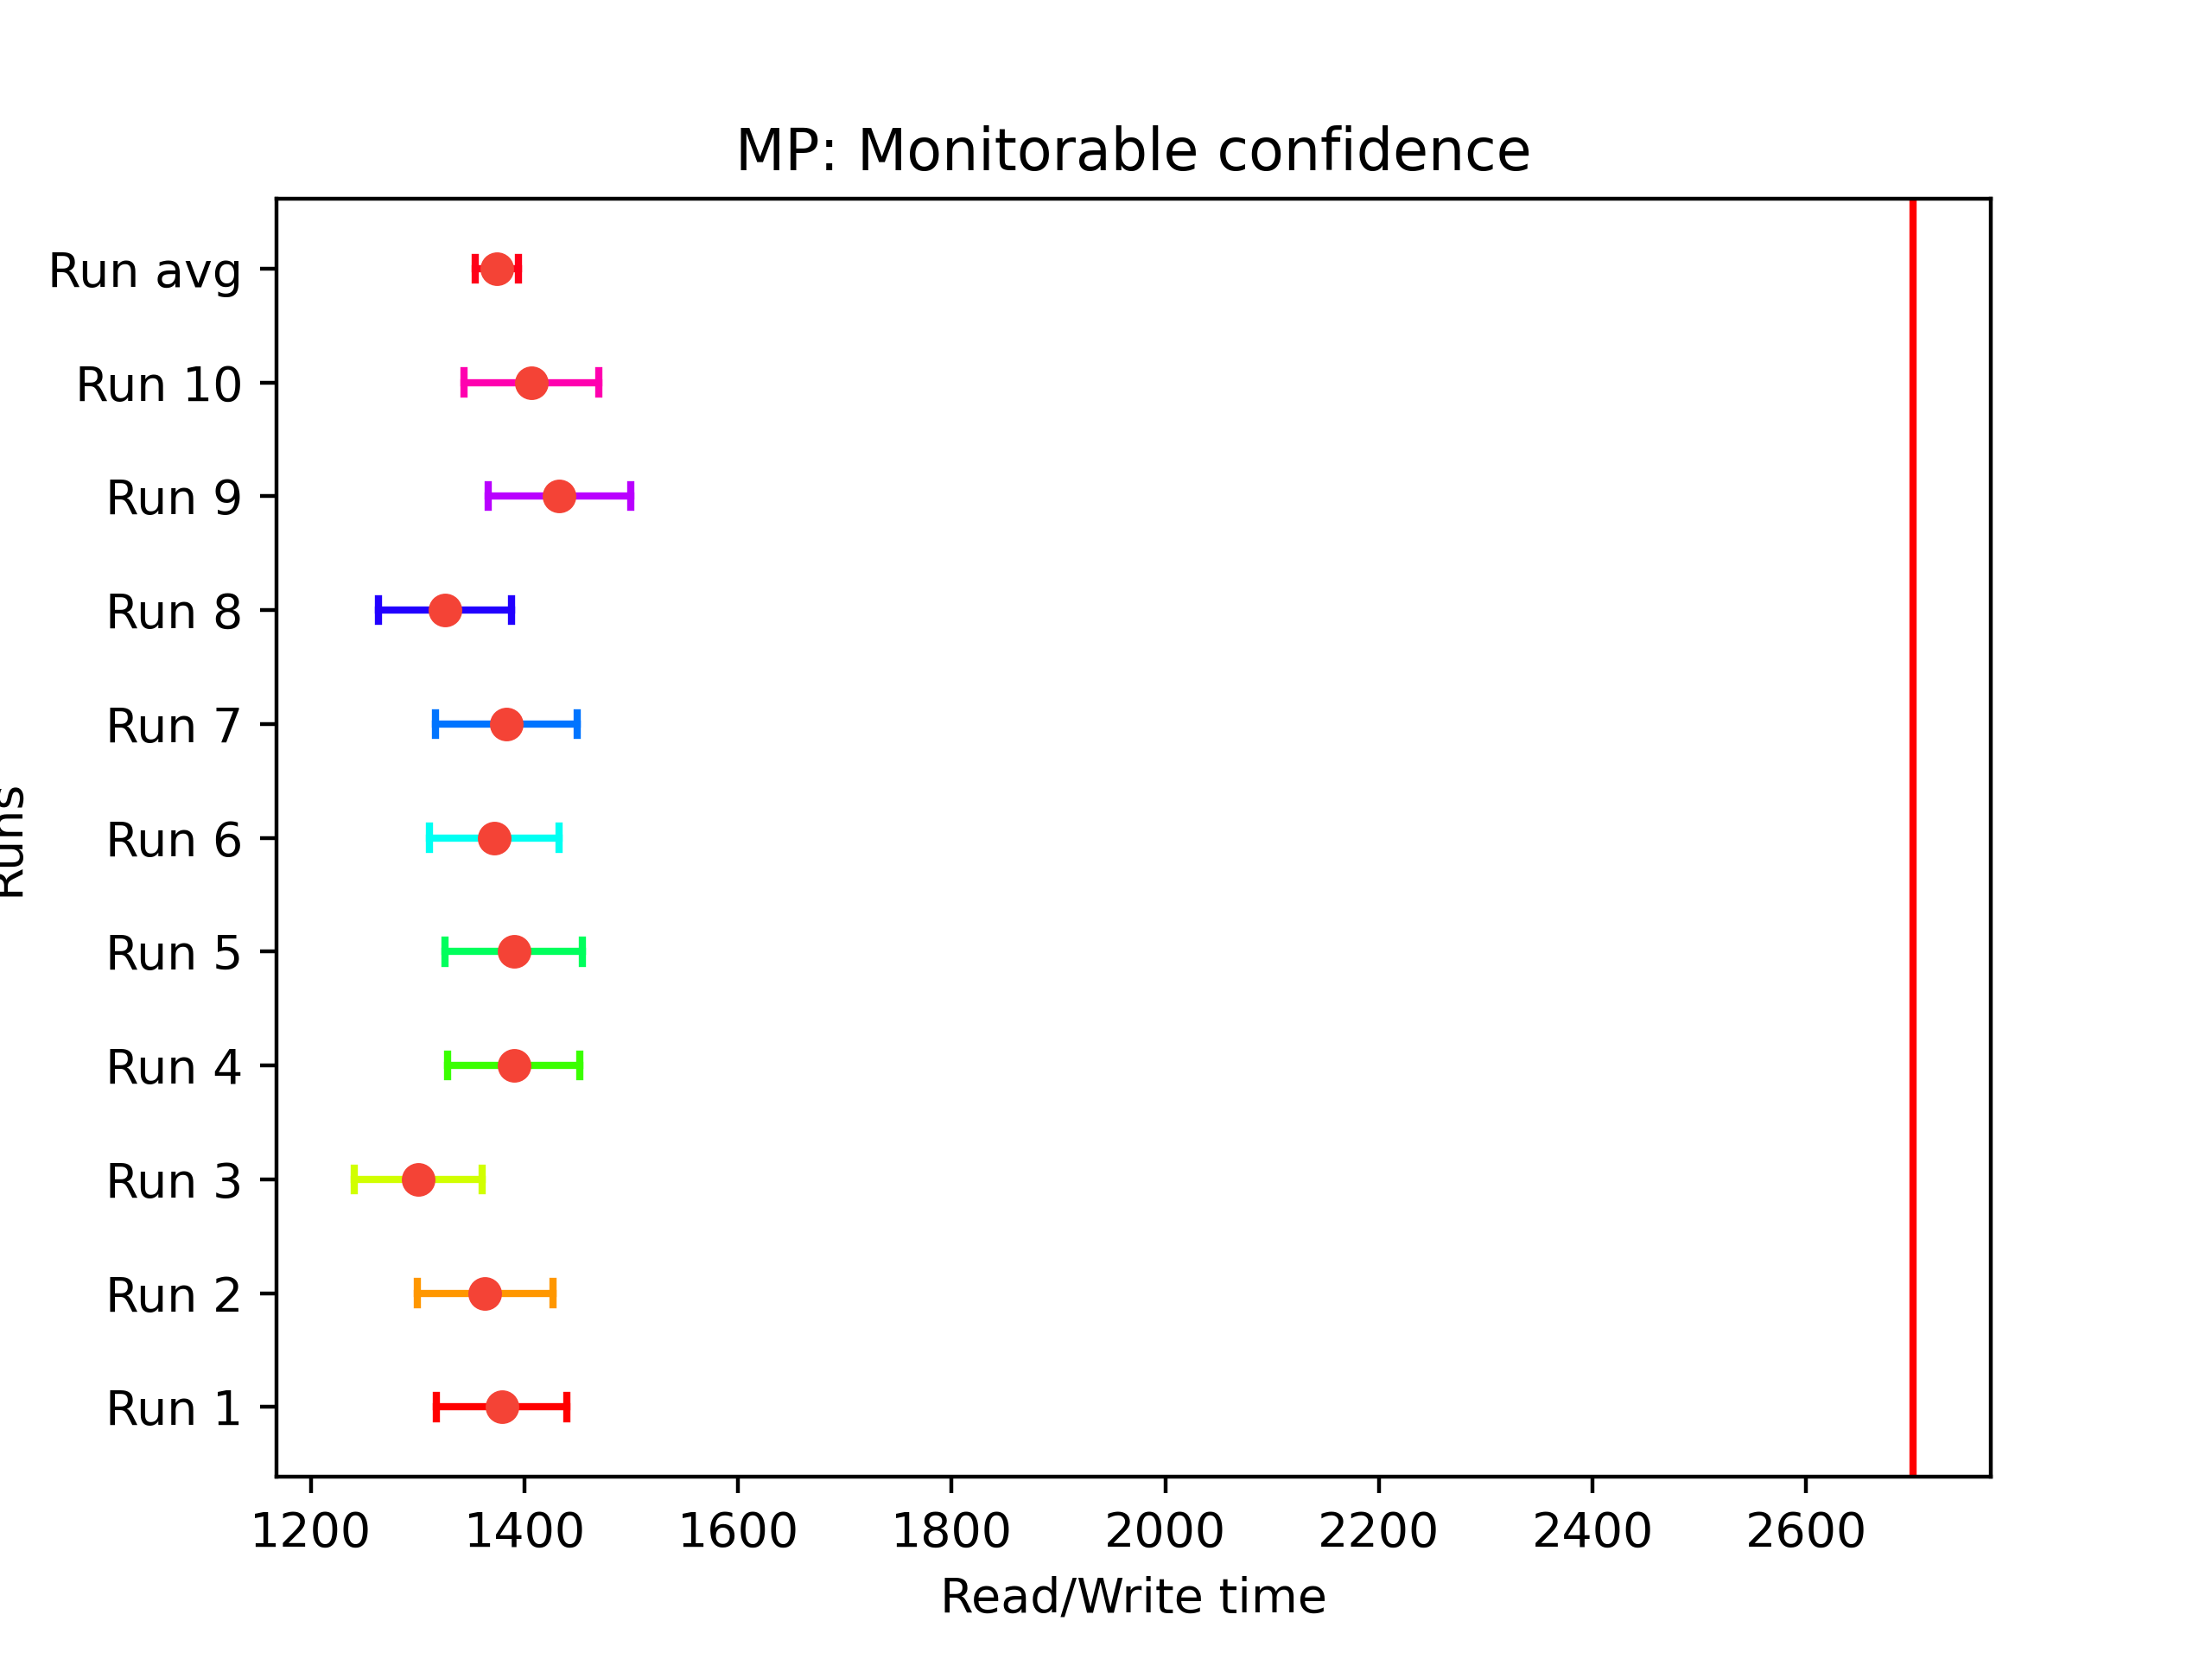 MP: Monitorable confidence
Run avg
Run 10
Run 9
Run 8
Run 7
Run 6
Run 5
Run 4
Run 3
Run 2
Run 1
Runs
1200 1400 1600 1800 2000 2200 2400 2600
Read/Write time